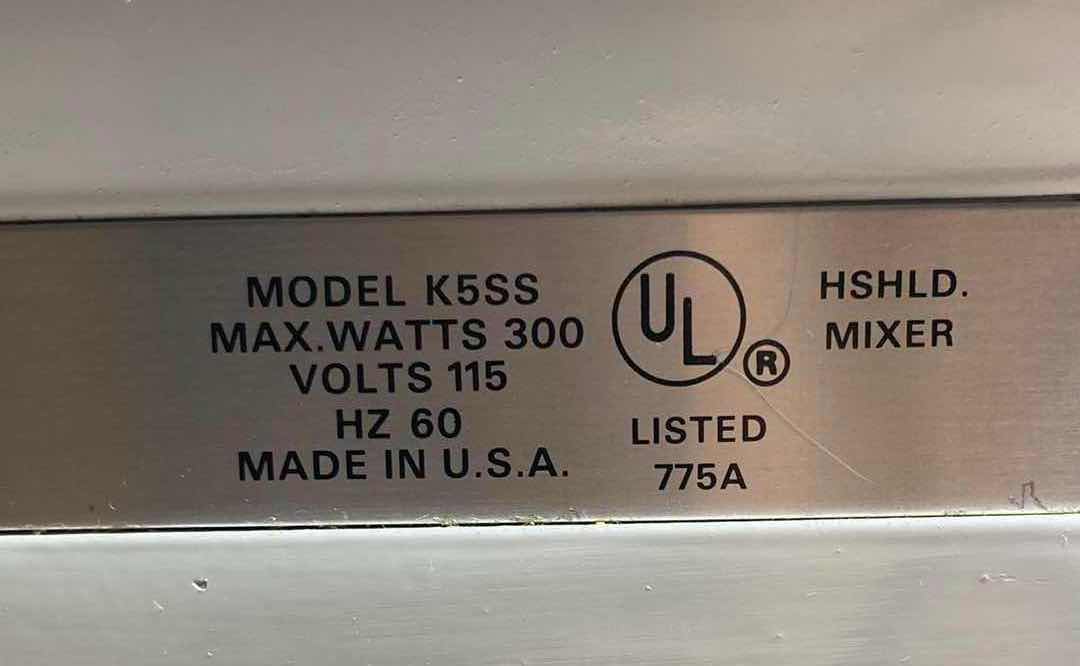 MODEL K5SS
MAX.WATTS 300
VOLTS 115
HZ 60
MADE IN U.S.A.
UL®
LISTED
775A
HSHLD.
MIXER